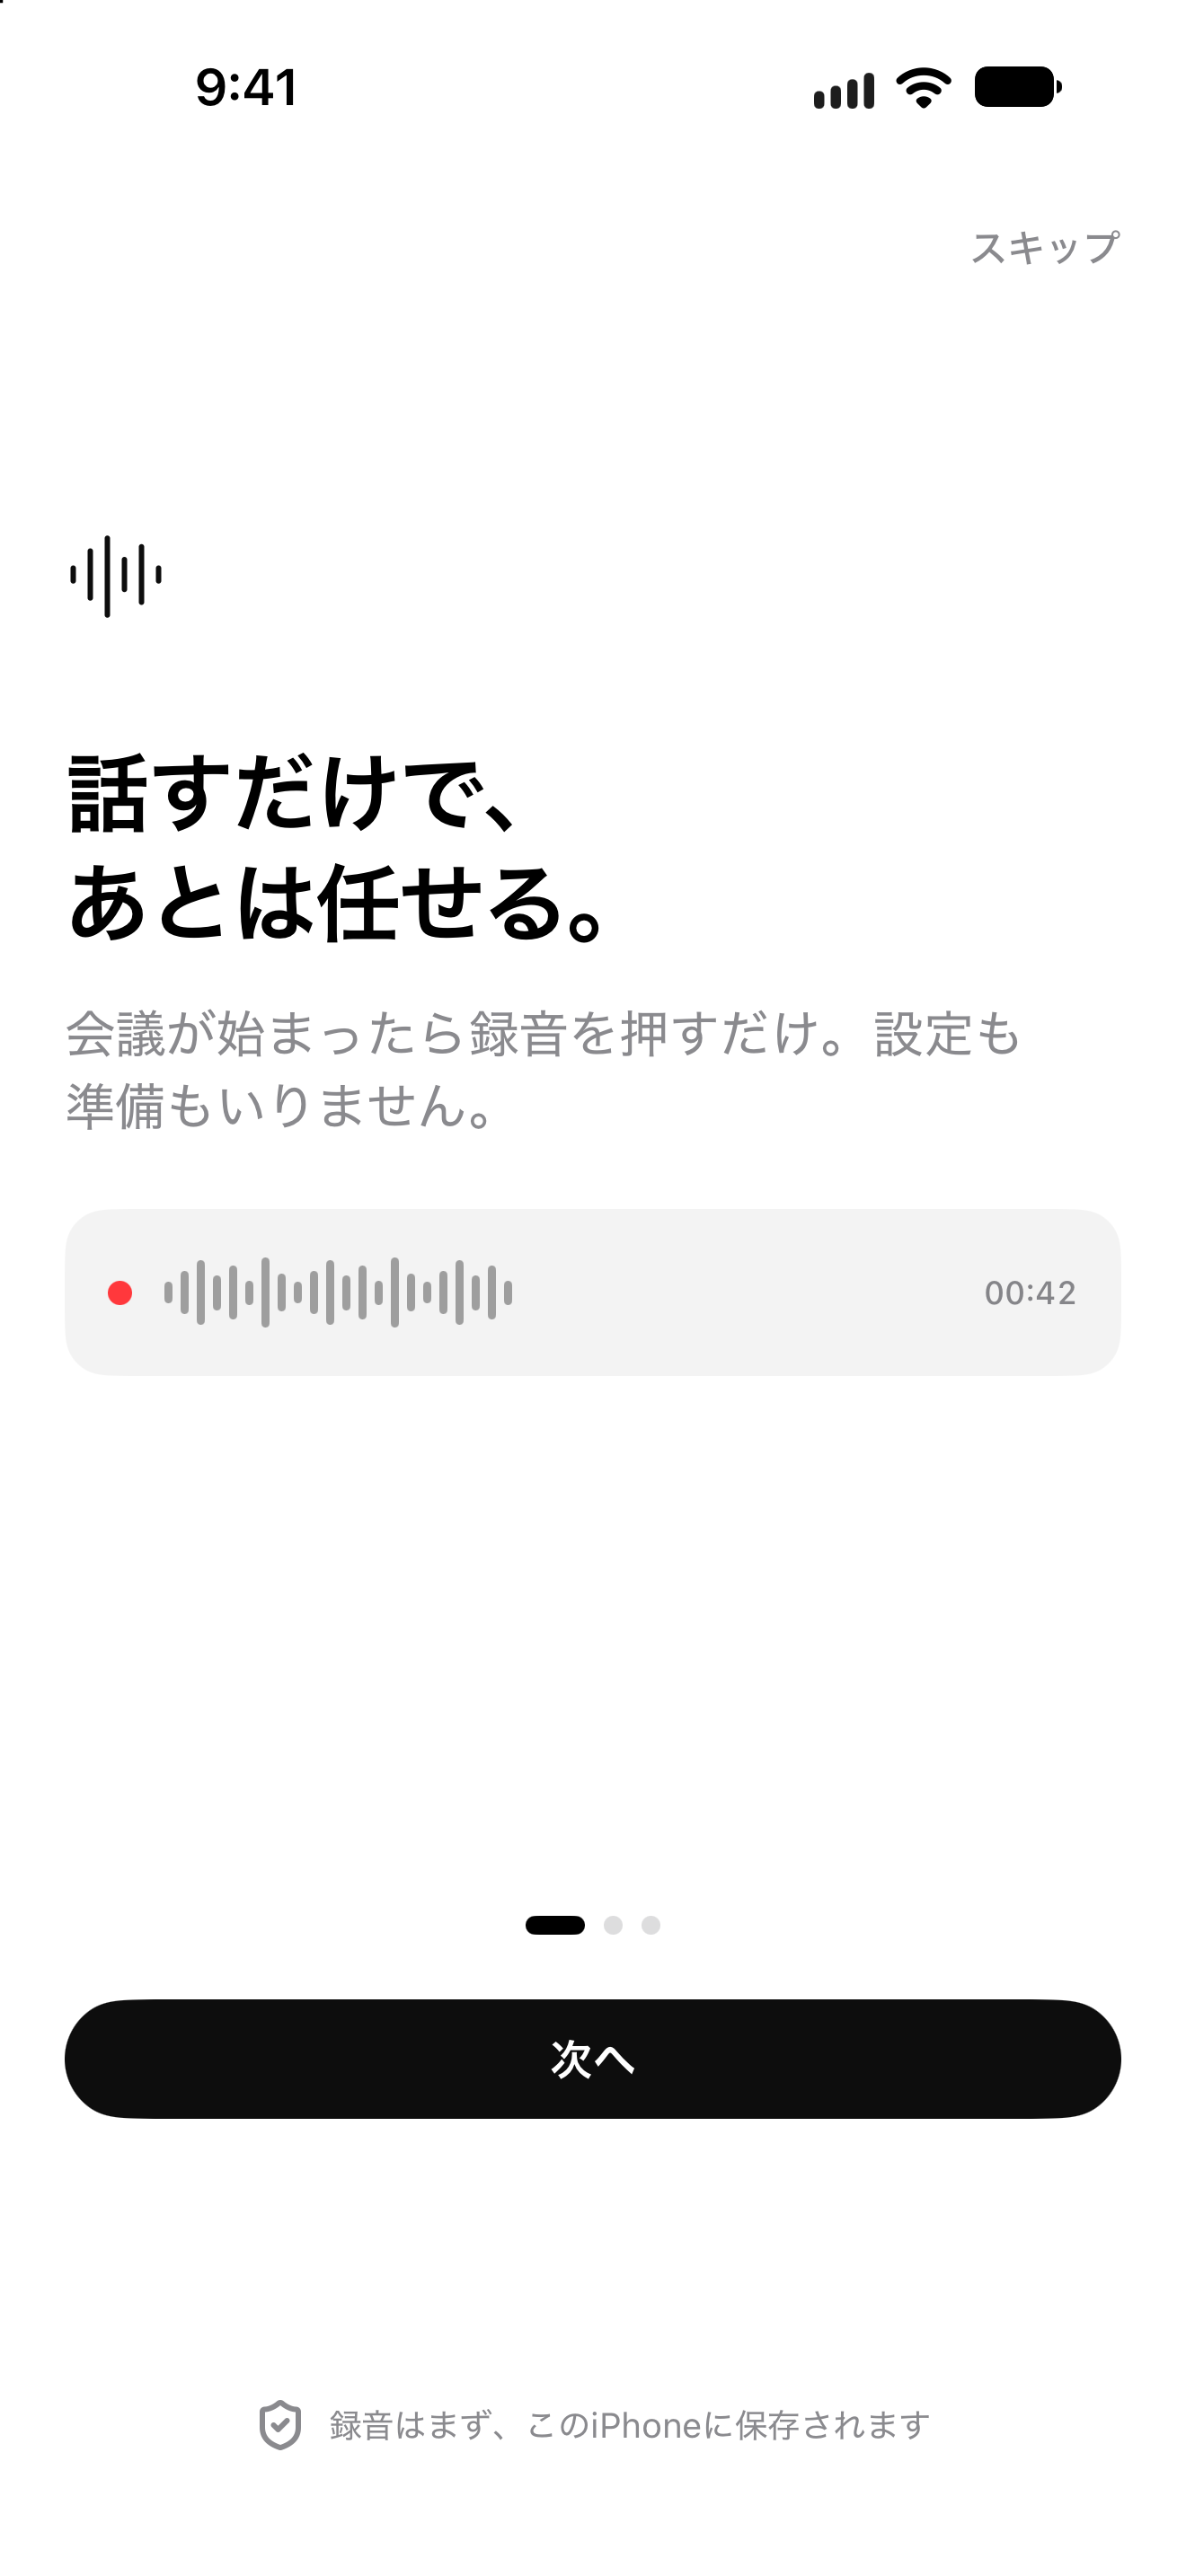 9:41
スキップ
話すだけで、
あとは任せる。
会議が始まったら録音を押すだけ。設定も
準備もいりません。
00:42
次へ
録音はまず、このiPhoneに保存されます